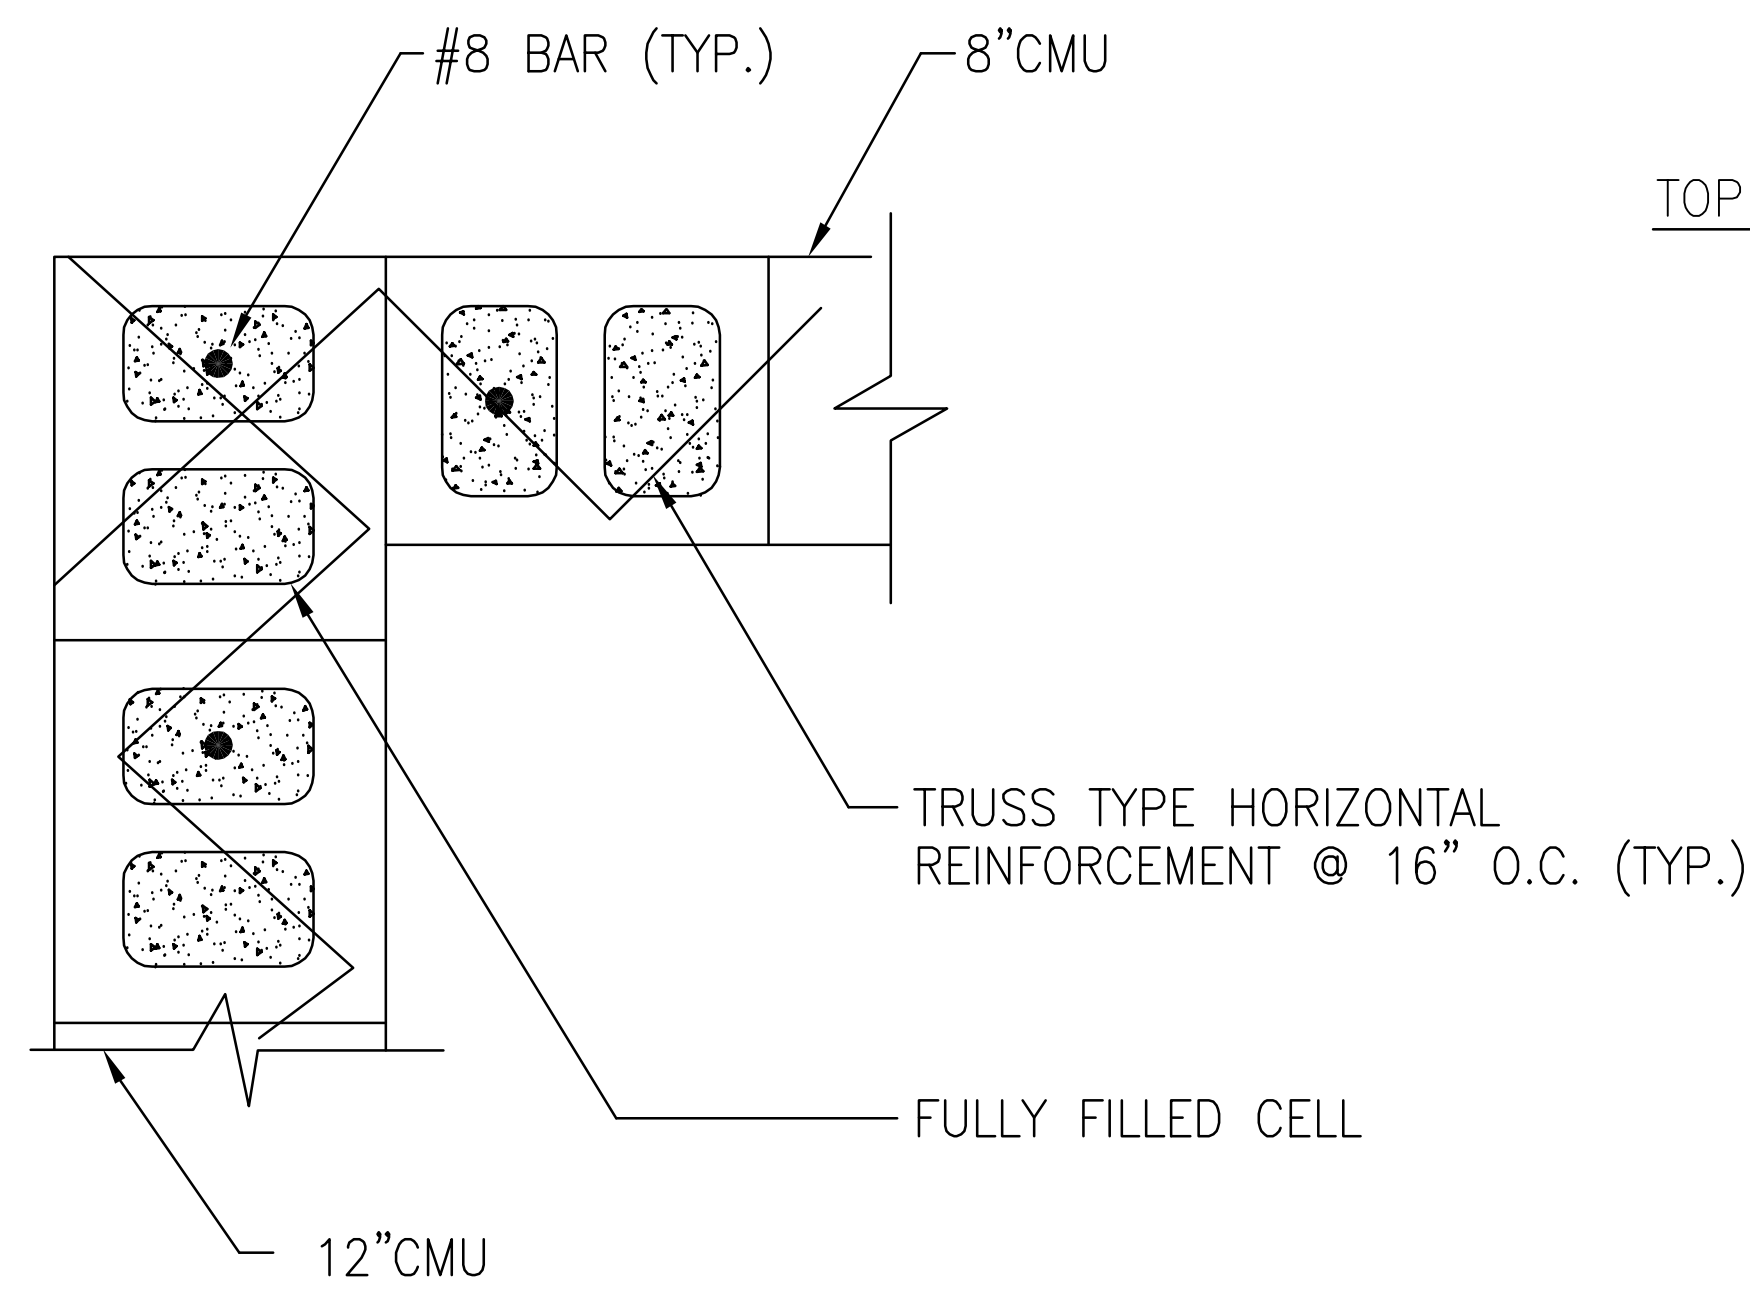 #8 BAR (TYP.)
8”CMU
TOP
TRUSS TYPE HORIZONTAL
REINFORCEMENT @ 16” O.C. (TYP.)
FULLY FILLED CELL
12”CMU